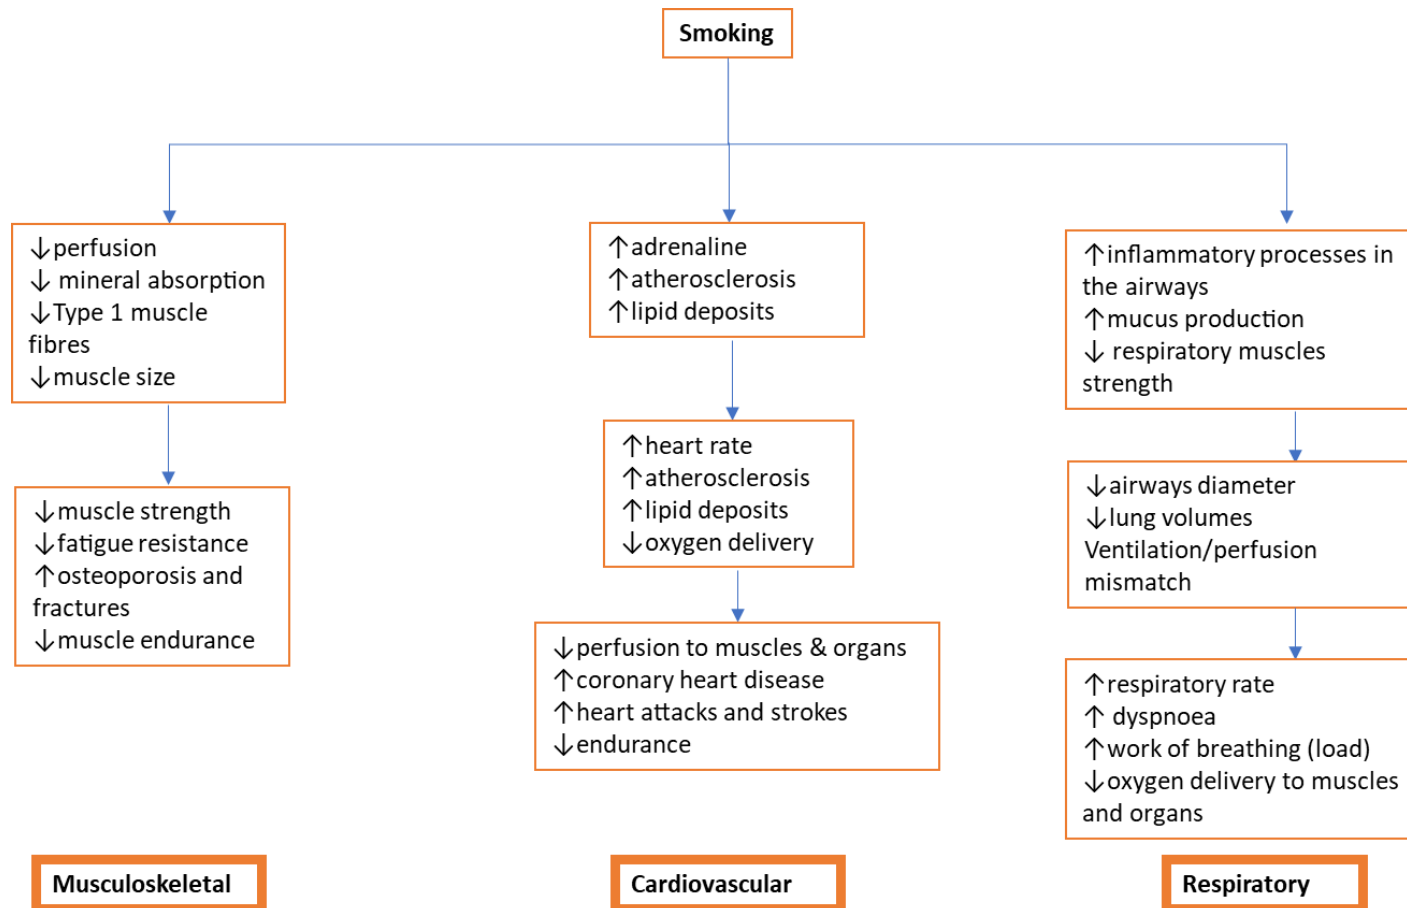 Smoking
↓perfusion
↓ mineral absorption
↓Type 1 muscle
fibres
↓muscle size
↓muscle strength
↓fatigue resistance
↑osteoporosis and
fractures
↓muscle endurance
Musculoskeletal
↑adrenaline
↑atherosclerosis
↑lipid deposits
↑heart rate
↑atherosclerosis
↑lipid deposits
↓oxygen delivery
↓perfusion to muscles & organs
↑coronary heart disease
↑heart attacks and strokes
↓endurance
Cardiovascular
↑inflammatory processes in
the airways
↑mucus production
↓ respiratory muscles
strength
↓airways diameter
↓lung volumes
Ventilation/perfusion
mismatch
↑respiratory rate
↑ dyspnoea
↑work of breathing (load)
↓oxygen delivery to muscles
and organs
Respiratory